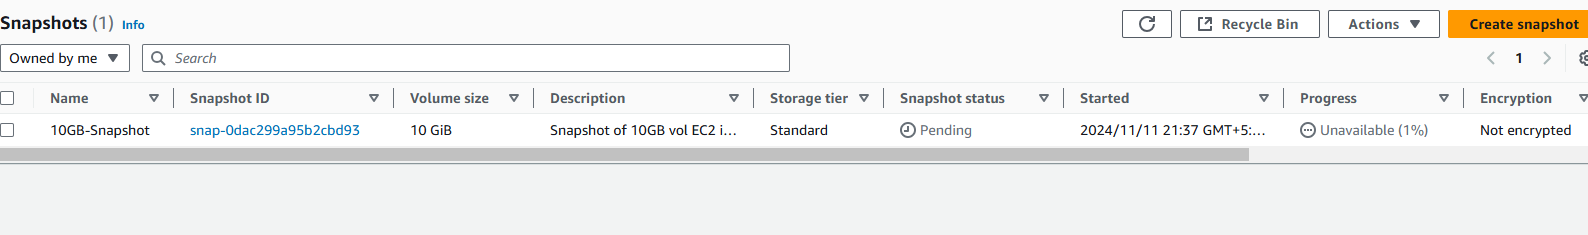 Snapshots (1) Info
Recycle Bin
Actions
Create snapshot
Owned by me
Search
1
Name Snapshot ID Volume size Description Storage tier Snapshot status Started Progress Encryption
10GB-Snapshot snap-0dac299a95b2cbd93 10 GiB Snapshot of 10GB vol EC2 i... Standard Pending 2024/11/11 21:37 GMT+5:... Unavailable (1%) Not encrypted